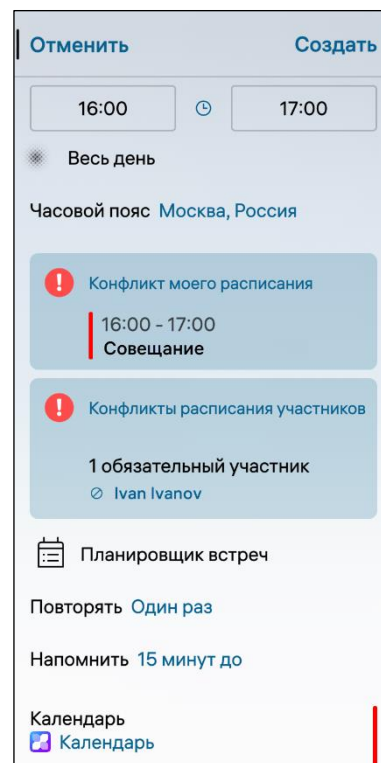 Отменить Создать
16:00 17:00
Весь день
Часовой пояс Москва, Россия
Конфликт моего расписания
16:00 - 17:00
Совещание
Конфликты расписания участников
1 обязательный участник
Ivan Ivanov
Планировщик встреч
Повторять Один раз
Напомнить 15 минут до
Календарь
Календарь